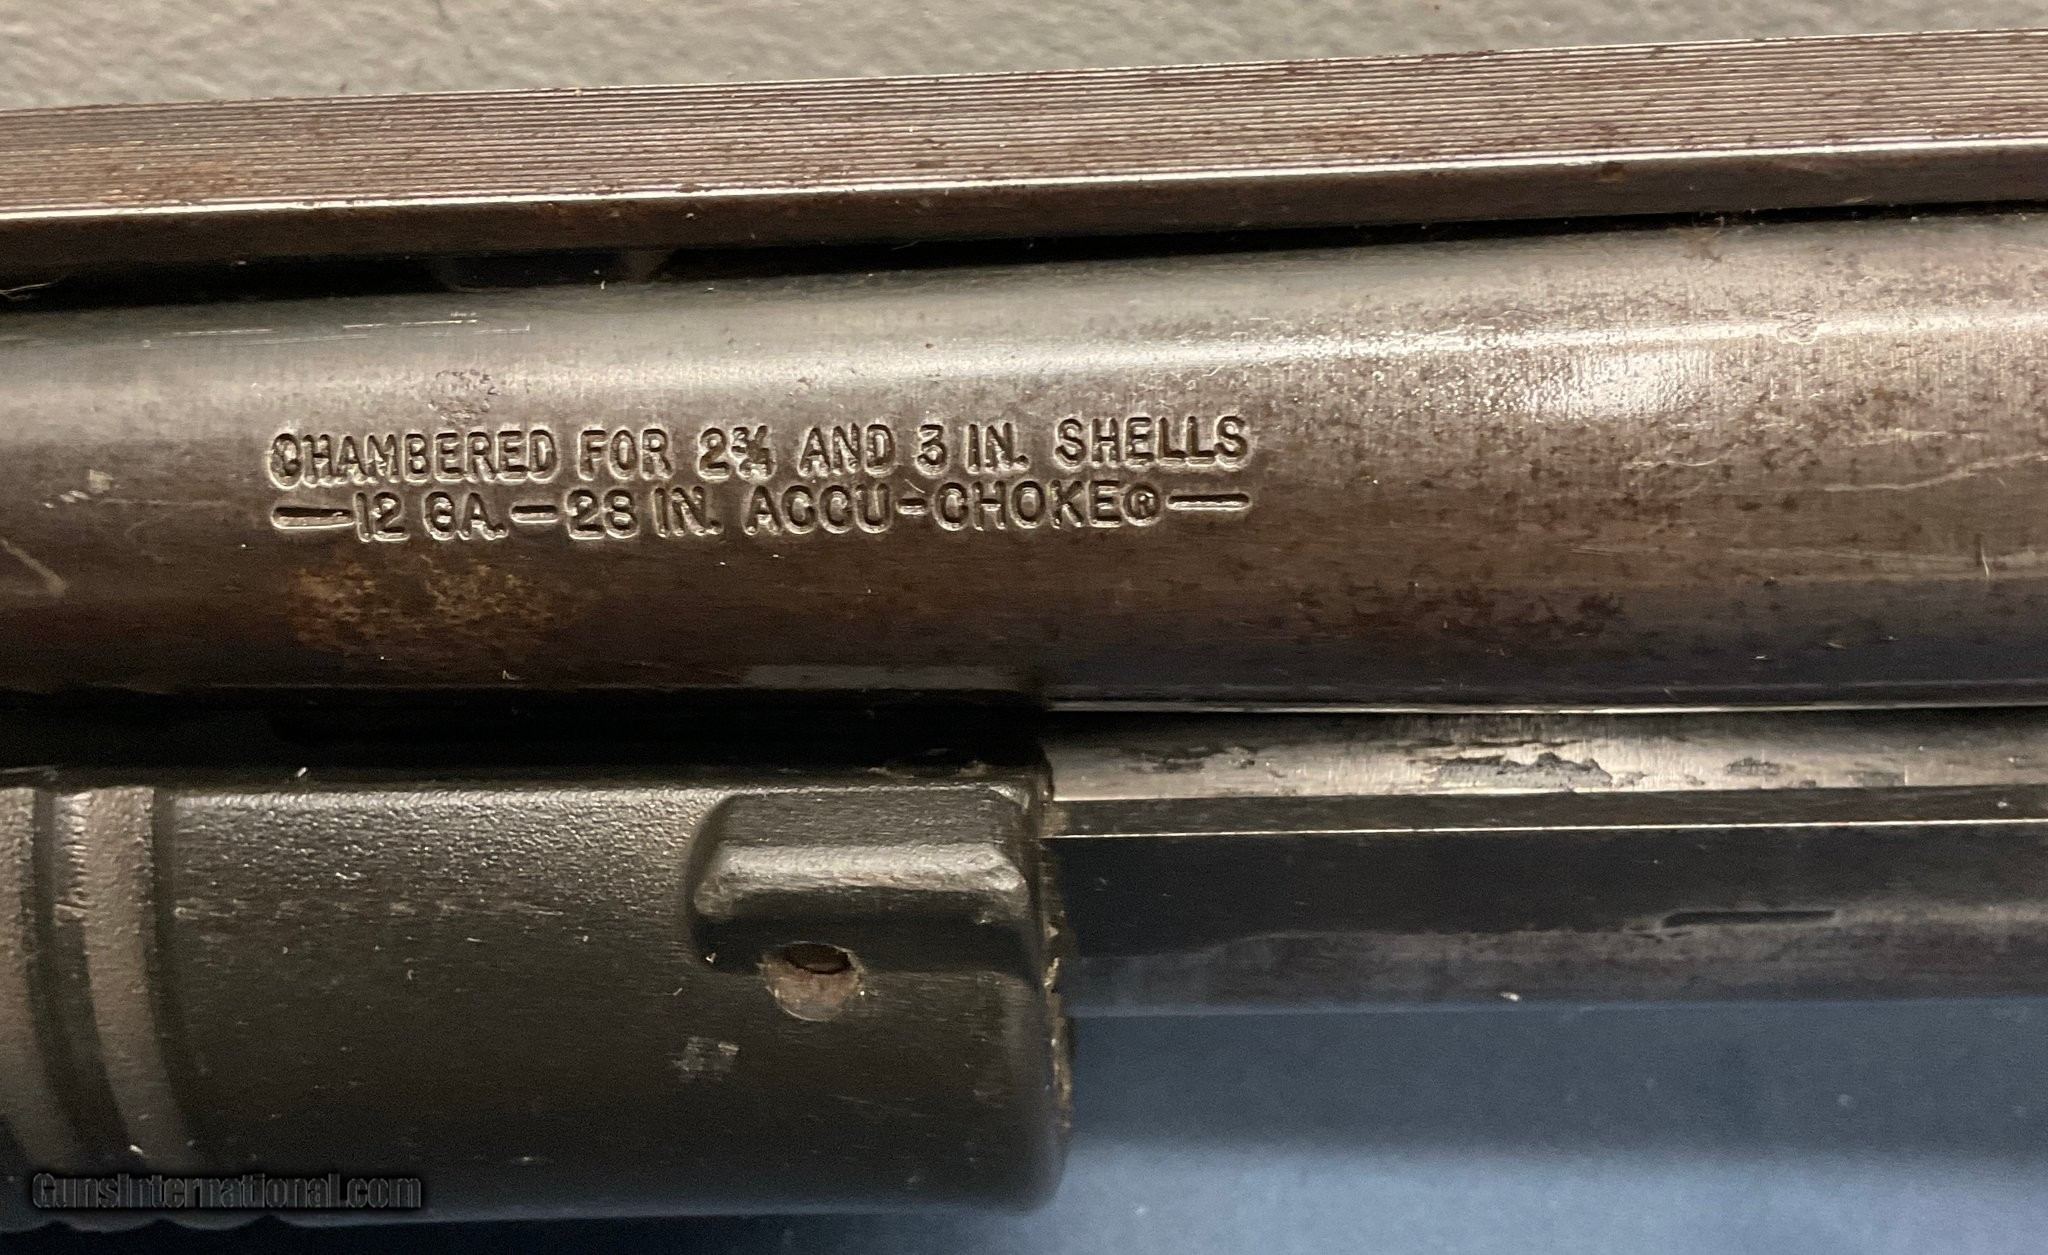 CHAMBERED FOR 2¾ AND 3 IN. SHELLS
—12 GA.—28 IN. ACCU-CHOKE®—
GunsInternational.com